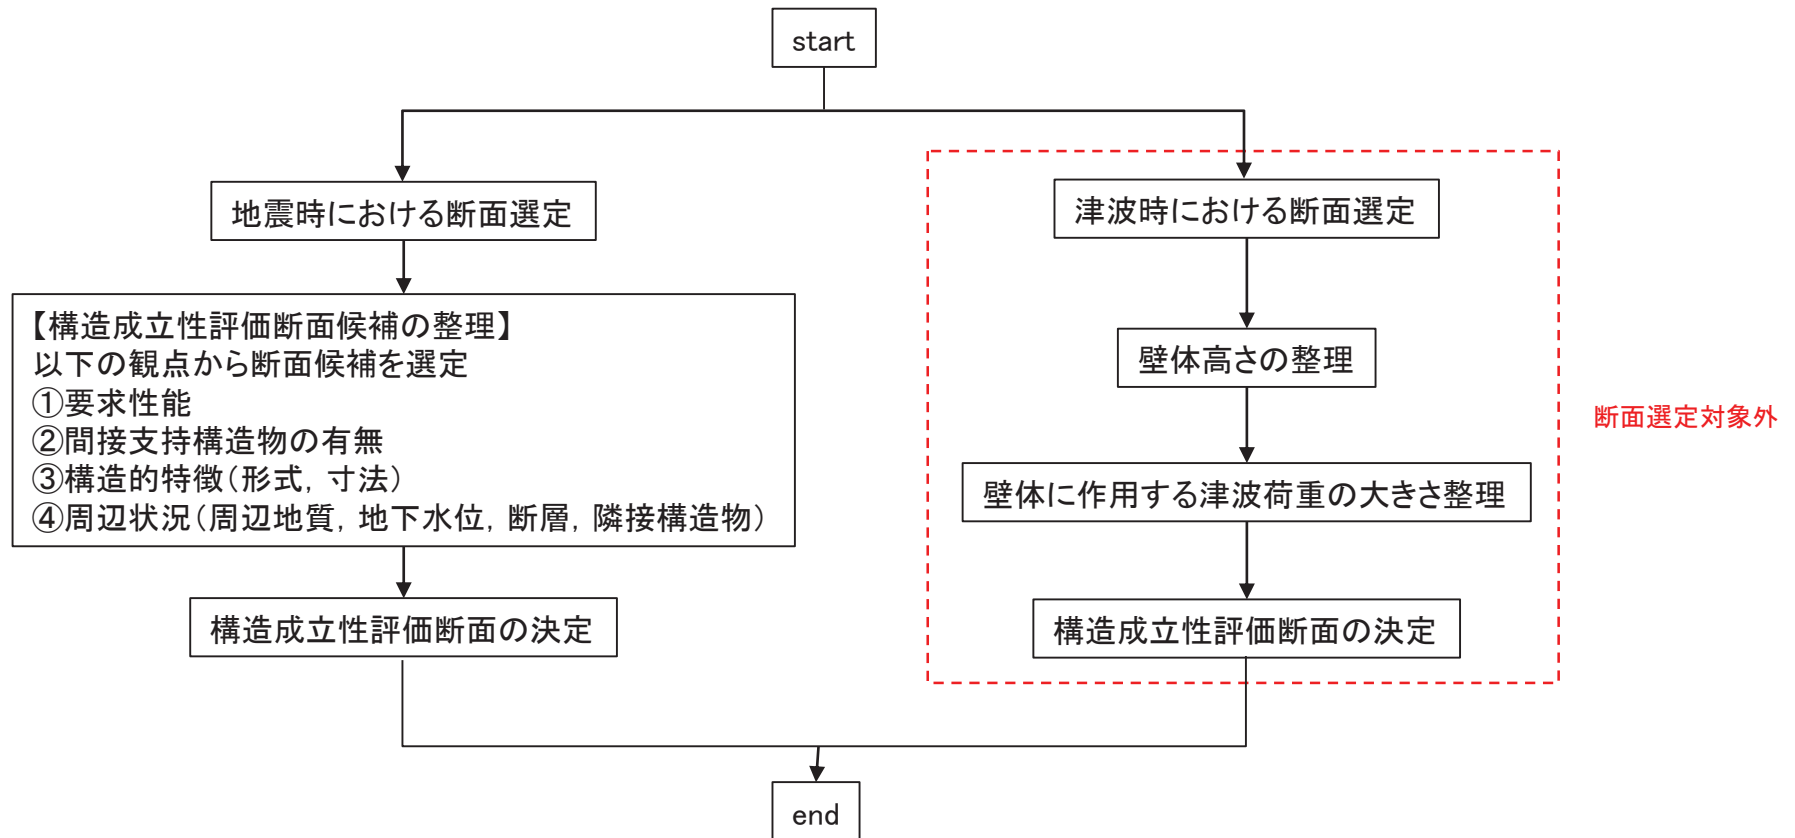 start
地震時における断面選定
【構造成立性評価断面候補の整理】
以下の観点から断面候補を選定
①要求性能
②間接支持構造物の有無
③構造的特徴(形式, 寸法)
④周辺状況(周辺地質, 地下水位, 断層, 隣接構造物)
構造成立性評価断面の決定
津波時における断面選定
壁体高さの整理
壁体に作用する津波荷重の大きさ整理
構造成立性評価断面の決定
断面選定対象外
end